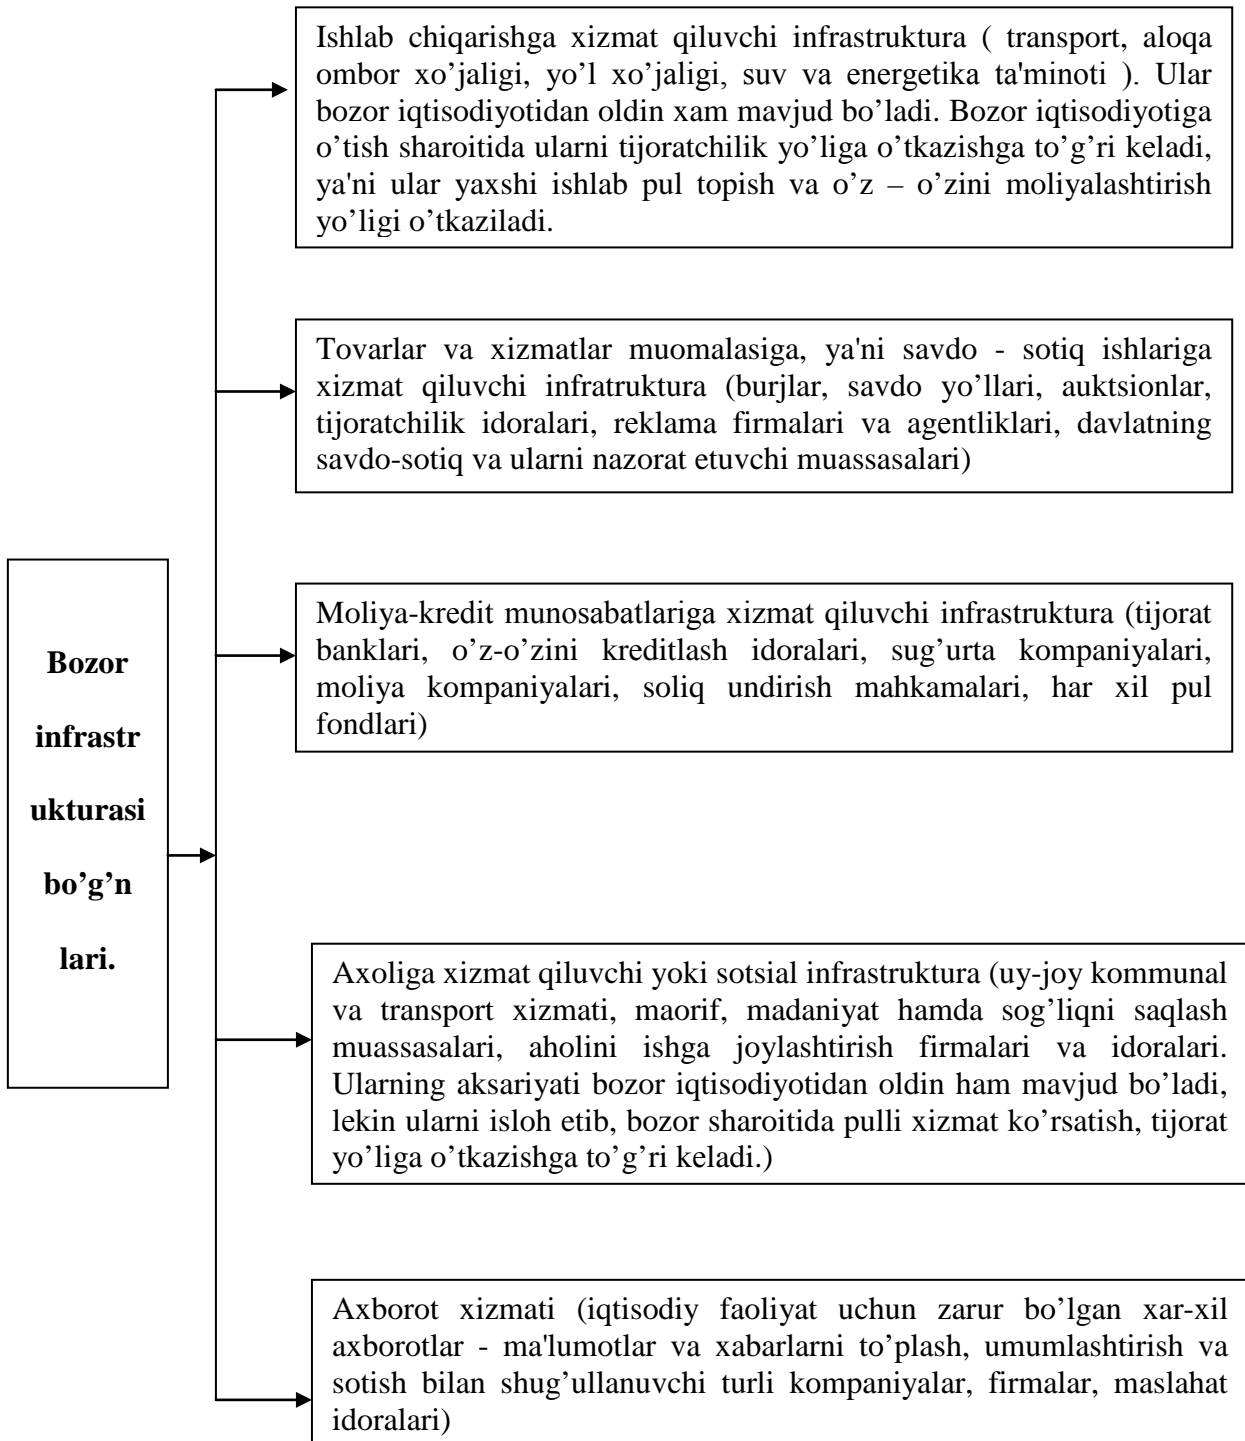 Ishlab chiqarishga xizmat qiluvchi infrastruktura ( transport, aloqa
ombor xo’jaligi, yo’l xo’jaligi, suv va energetika ta'minoti ). Ular
bozor iqtisodiyotidan oldin xam mavjud bo’ladi. Bozor iqtisodiyotiga
o’tish sharoitida ularni tijoratchilik yo’liga o’tkazishga to’g’ri keladi,
ya'ni ular yaxshi ishlab pul topish va o’z – o’zini moliyalashtirish
yo’ligi o’tkaziladi.
Tovarlar va xizmatlar muomalasiga, ya'ni savdo - sotiq ishlariga
xizmat qiluvchi infratruktura (burjlar, savdo yo’llari, auktsionlar,
tijoratchilik idoralari, reklama firmalari va agentliklari, davlatning
savdo-sotiq va ularni nazorat etuvchi muassasalari)
Moliya-kredit munosabatlariga xizmat qiluvchi infrastruktura (tijorat
banklari, o’z-o’zini kreditlash idoralari, sug’urta kompaniyalari,
moliya kompaniyalari, soliq undirish mahkamalari, har xil pul
fondlari)
Bozor
infrastr
ukturasi
bo’g’n
lari.
Axoliga xizmat qiluvchi yoki sotsial infrastruktura (uy-joy kommunal
va transport xizmati, maorif, madaniyat hamda sog’liqni saqlash
muassasalari, aholini ishga joylashtirish firmalari va idoralari.
Ularning aksariyati bozor iqtisodiyotidan oldin ham mavjud bo’ladi,
lekin ularni isloh etib, bozor sharoitida pulli xizmat ko’rsatish, tijorat
yo’liga o’tkazishga to’g’ri keladi.)
Axborot xizmati (iqtisodiy faoliyat uchun zarur bo’lgan xar-xil
axborotlar - ma'lumotlar va xabarlarni to’plash, umumlashtirish va
sotish bilan shug’ullanuvchi turli kompaniyalar, firmalar, maslahat
idoralari)